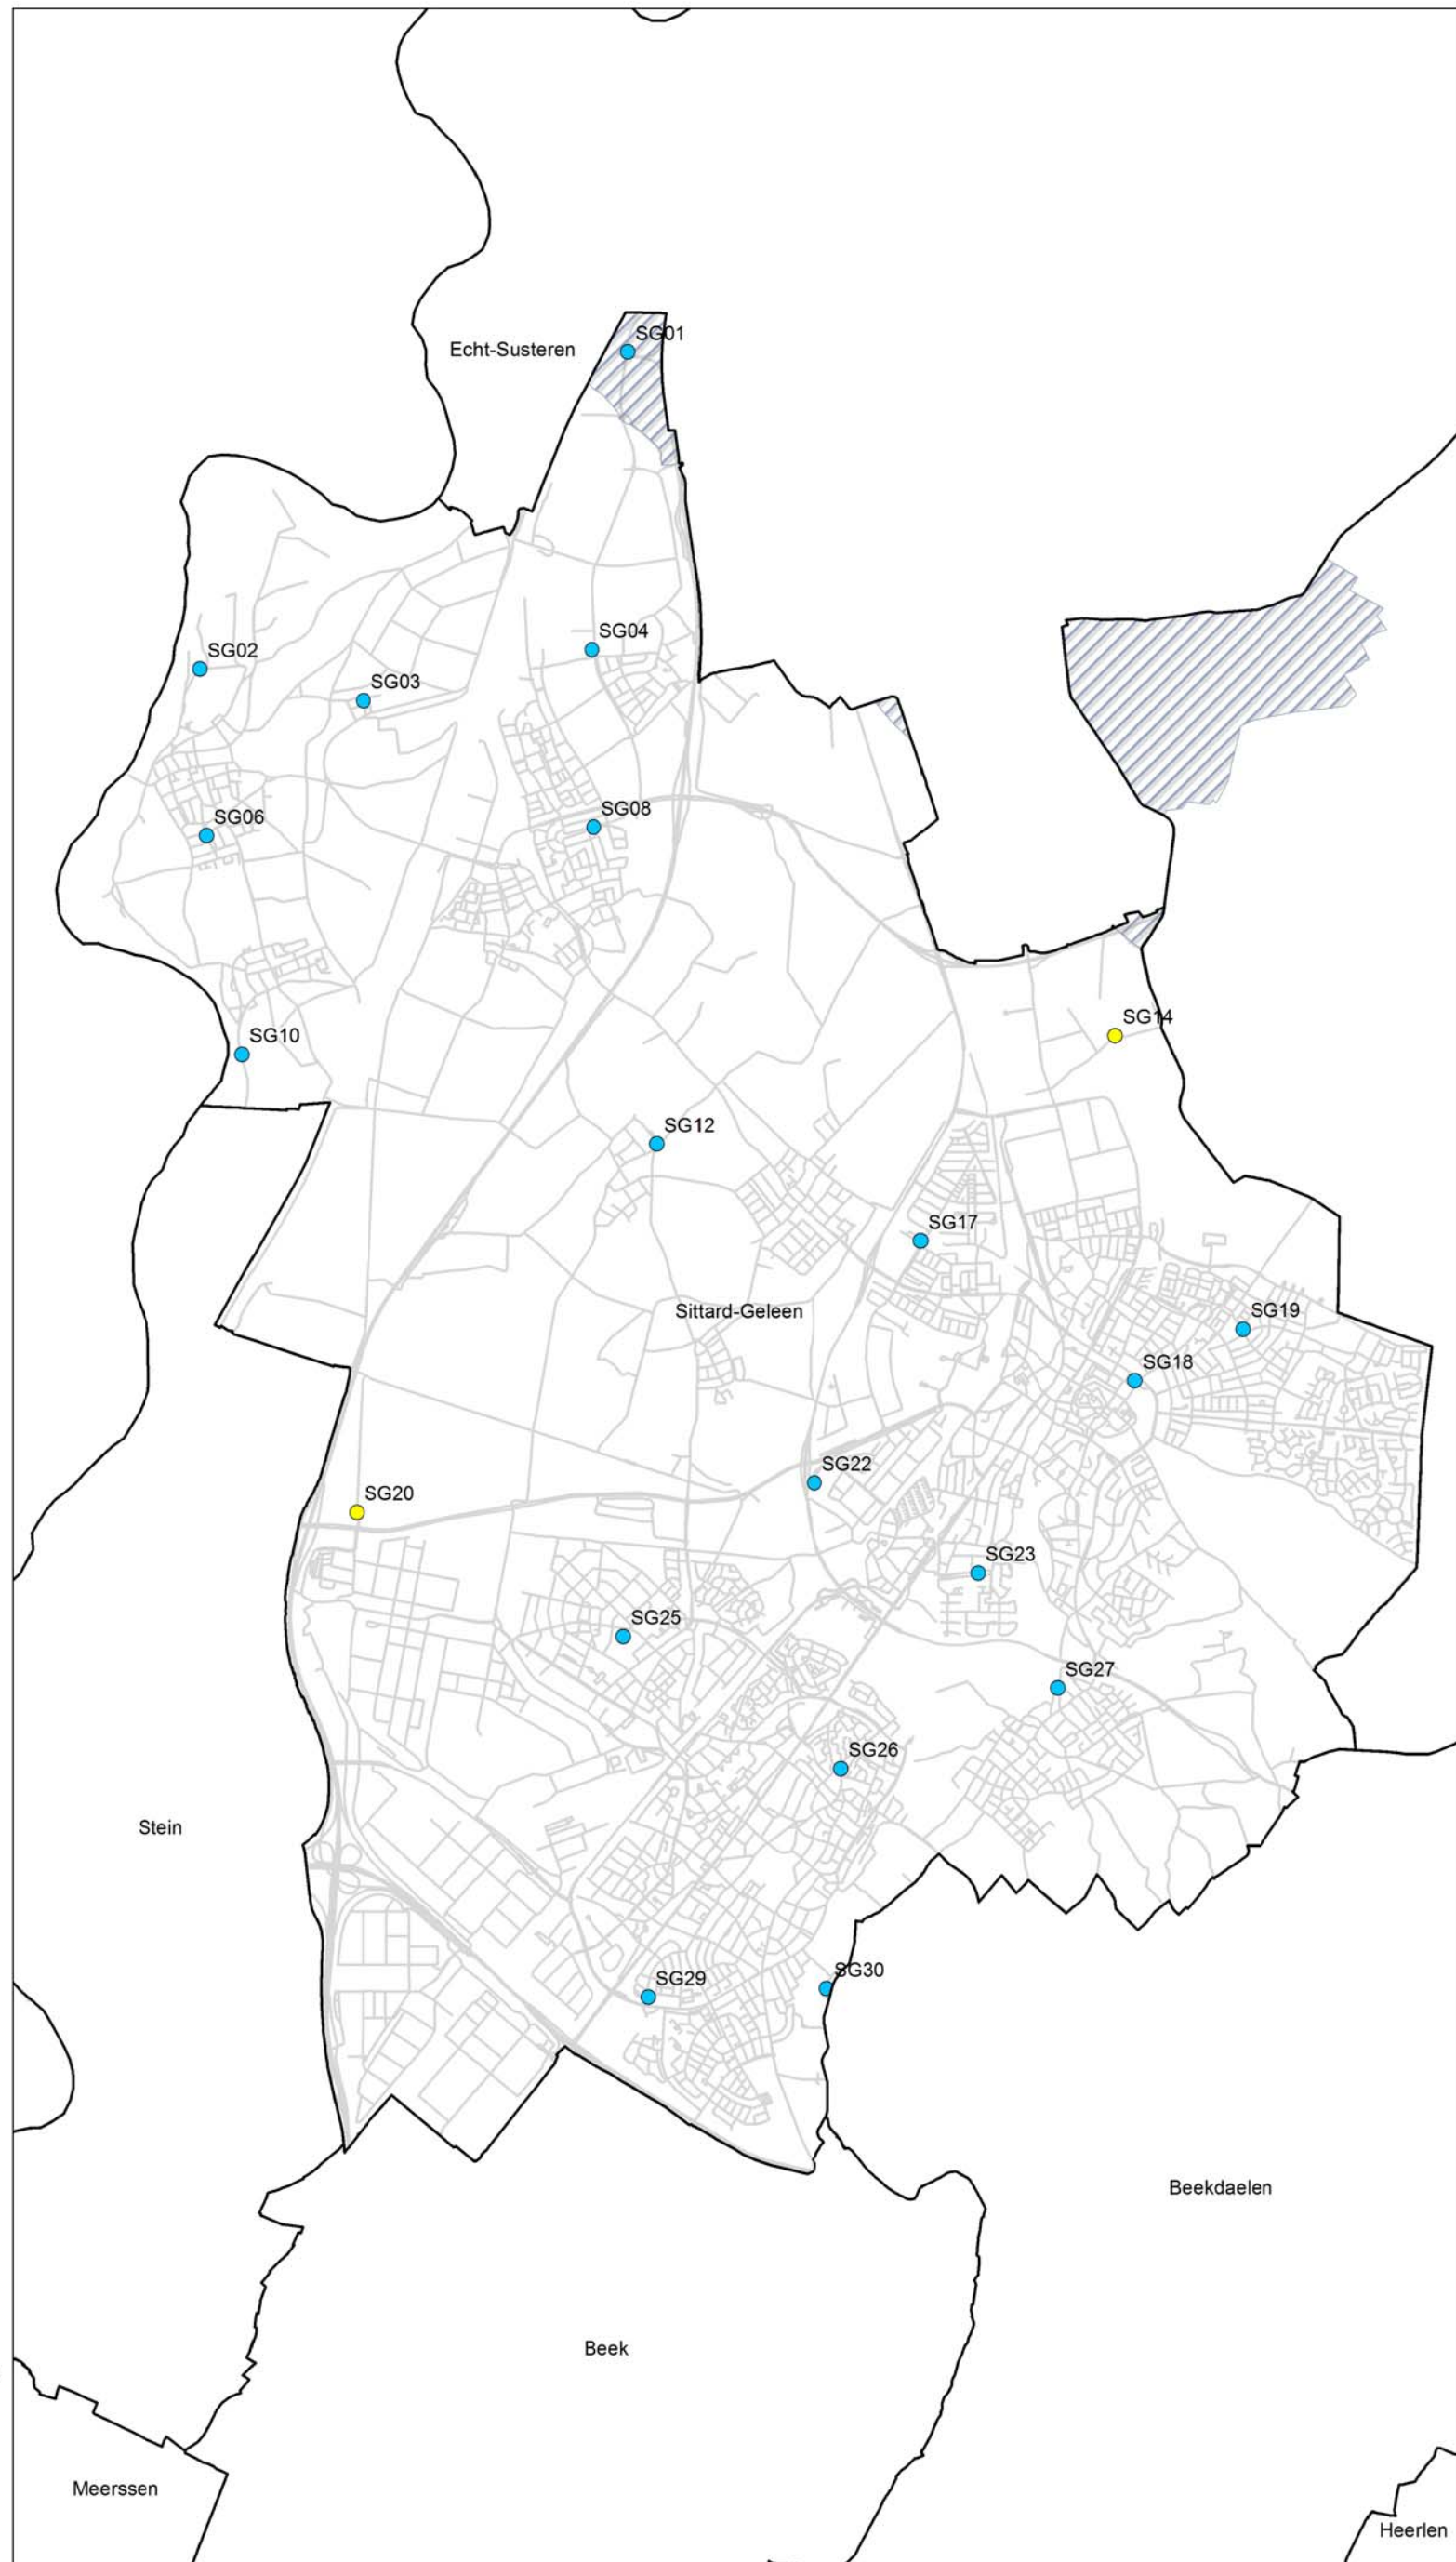 SG01
Echt-Susteren
SG04
SG02
SG03
SG08
SG06
SG14
SG10
SG12
SG17
Sittard-Geleen
SG19
SG18
SG22
SG20
SG23
SG25
SG27
SG26
Stein
SG30
SG29
Beekdaelen
Beek
Meerssen
Heerlen